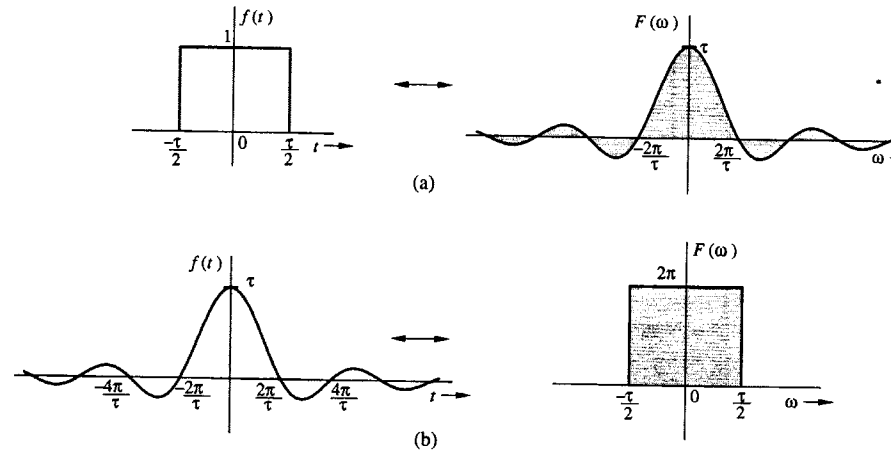 f(t)
1
-τ/2
0
τ/2
t →
F(ω)
τ
-2π/τ
2π/τ
ω →
(a)
f(t)
τ
-4π/τ
-2π/τ
2π/τ
4π/τ
t →
F(ω)
2π
-τ/2
0
τ/2
ω →
(b)